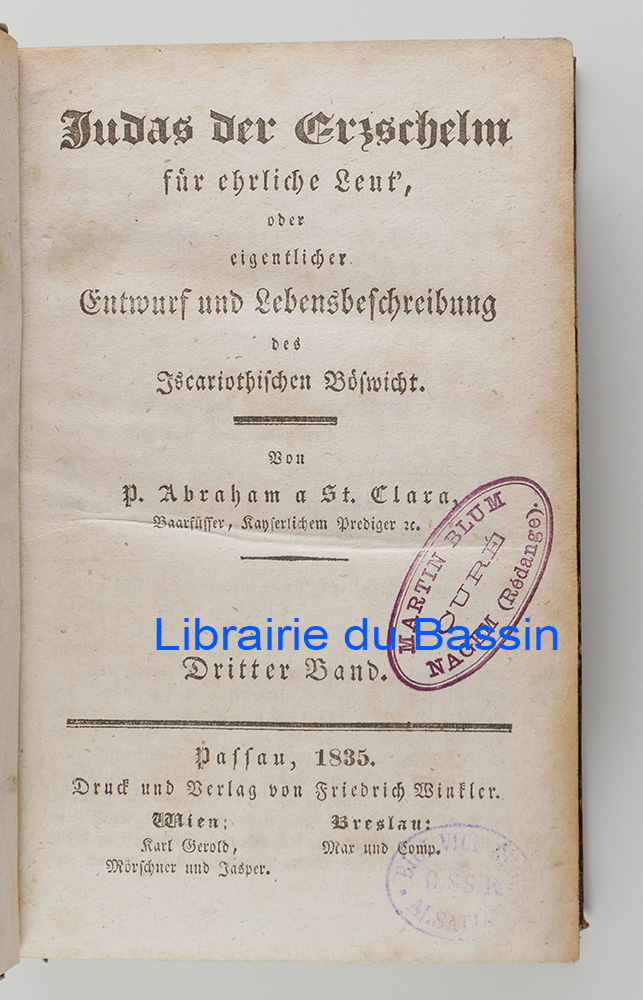 Judas der Erzschelm
für ehrliche Leut’,
oder
eigentlicher
Entwurf und Lebensbeschreibung
des
Iscariothischen Böswicht.
Von
P. Abraham a St. Clara,
Baarfüsser, Kayserlichem Prediger ꝛc.
MARTIN BLUM
CURÉ
NAGEM (Rédange).
Librairie du Bassin
Dritter Band.
Passau, 1835.
Druck und Verlag von Friedrich Winkler.
Wien:
Karl Gerold,
Mörschner und Jasper.
Breslau:
Max und Comp.
C. SS. R.